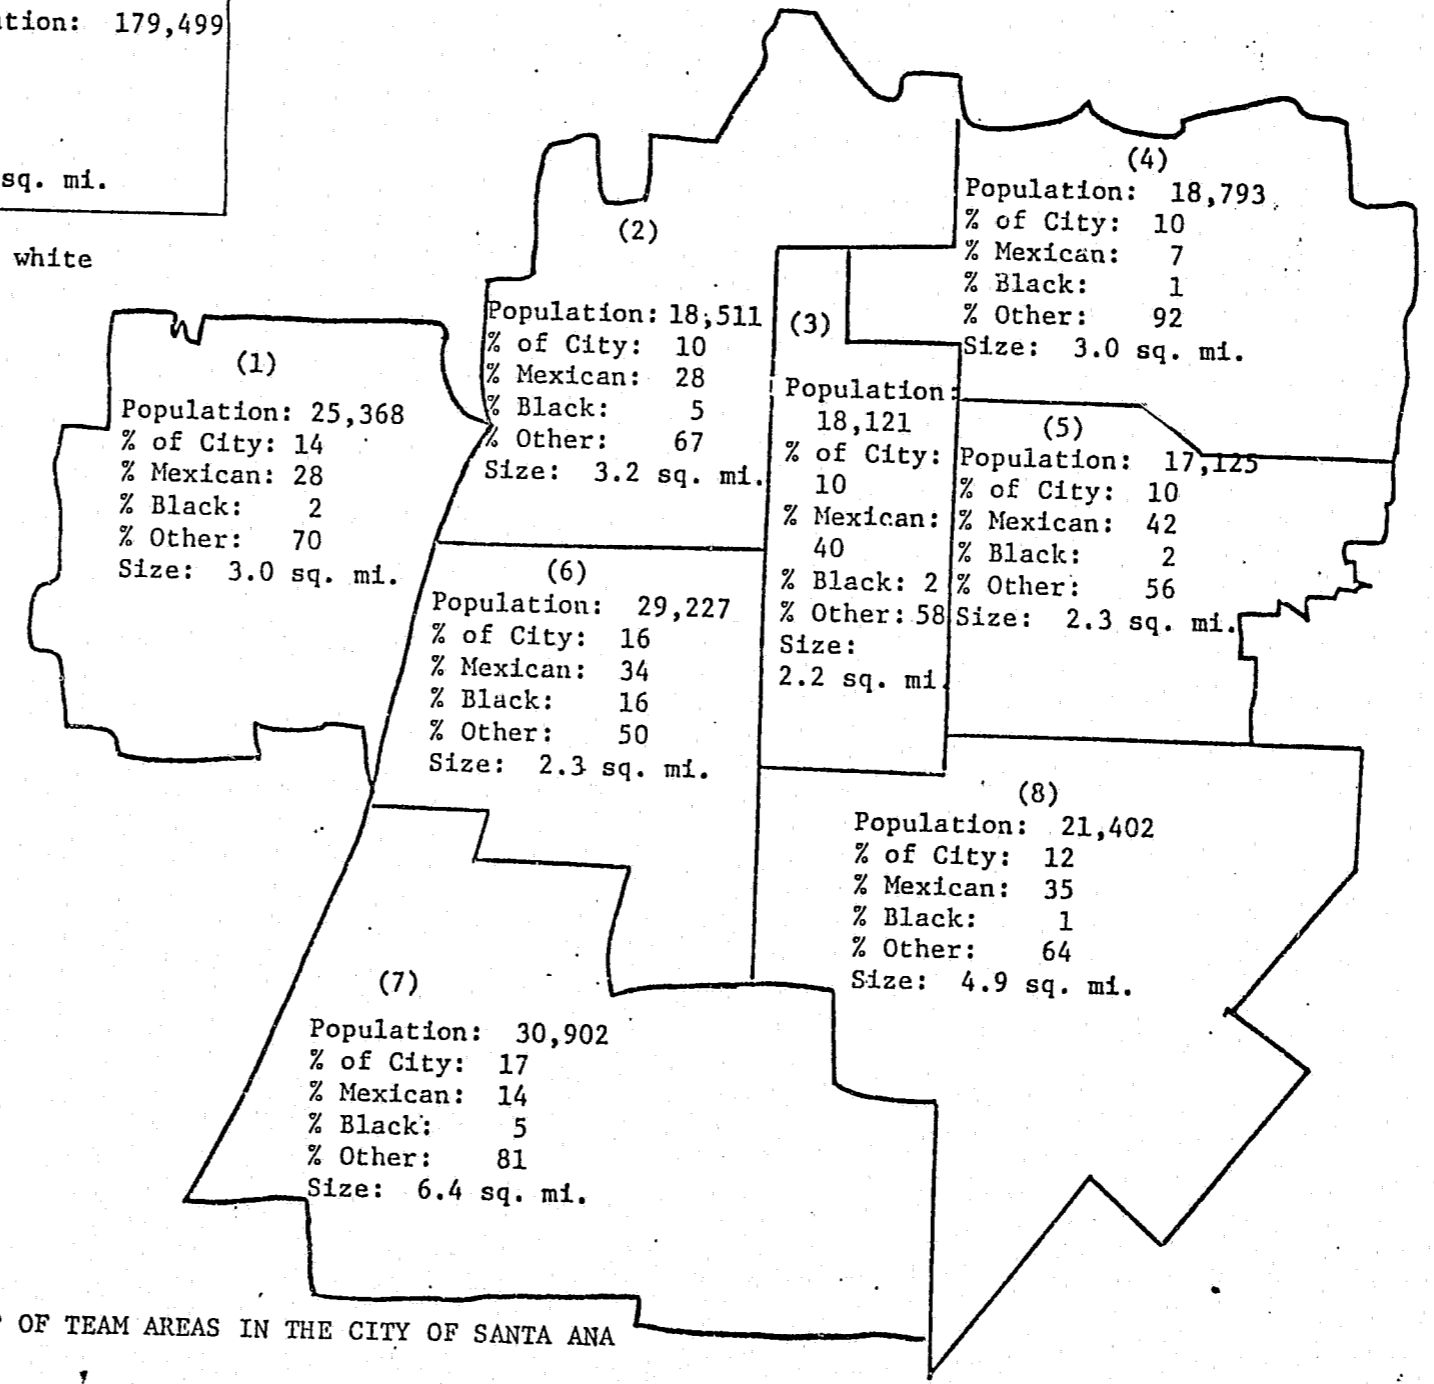 tion: 179,499
sq. mi.
white
(1)
Population: 25,368
% of City: 14
% Mexican: 28
% Black: 2
% Other: 70
Size: 3.0 sq. mi.
(2)
Population: 18,511
% of City: 10
% Mexican: 28
% Black: 5
% Other: 67
Size: 3.2 sq. mi.
(3)
Population:
18,121
% of City:
10
% Mexican:
40
% Black: 2
% Other: 58
Size:
2.2 sq. mi.
(4)
Population: 18,793
% of City: 10
% Mexican: 7
% Black: 1
% Other: 92
Size: 3.0 sq. mi.
(5)
Population: 17,125
% of City: 10
% Mexican: 42
% Black: 2
% Other: 56
Size: 2.3 sq. mi.
(6)
Population: 29,227
% of City: 16
% Mexican: 34
% Black: 16
% Other: 50
Size: 2.3 sq. mi.
(7)
Population: 30,902
% of City: 17
% Mexican: 14
% Black: 5
% Other: 81
Size: 6.4 sq. mi.
(8)
Population: 21,402
% of City: 12
% Mexican: 35
% Black: 1
% Other: 64
Size: 4.9 sq. mi.
OF TEAM AREAS IN THE CITY OF SANTA ANA